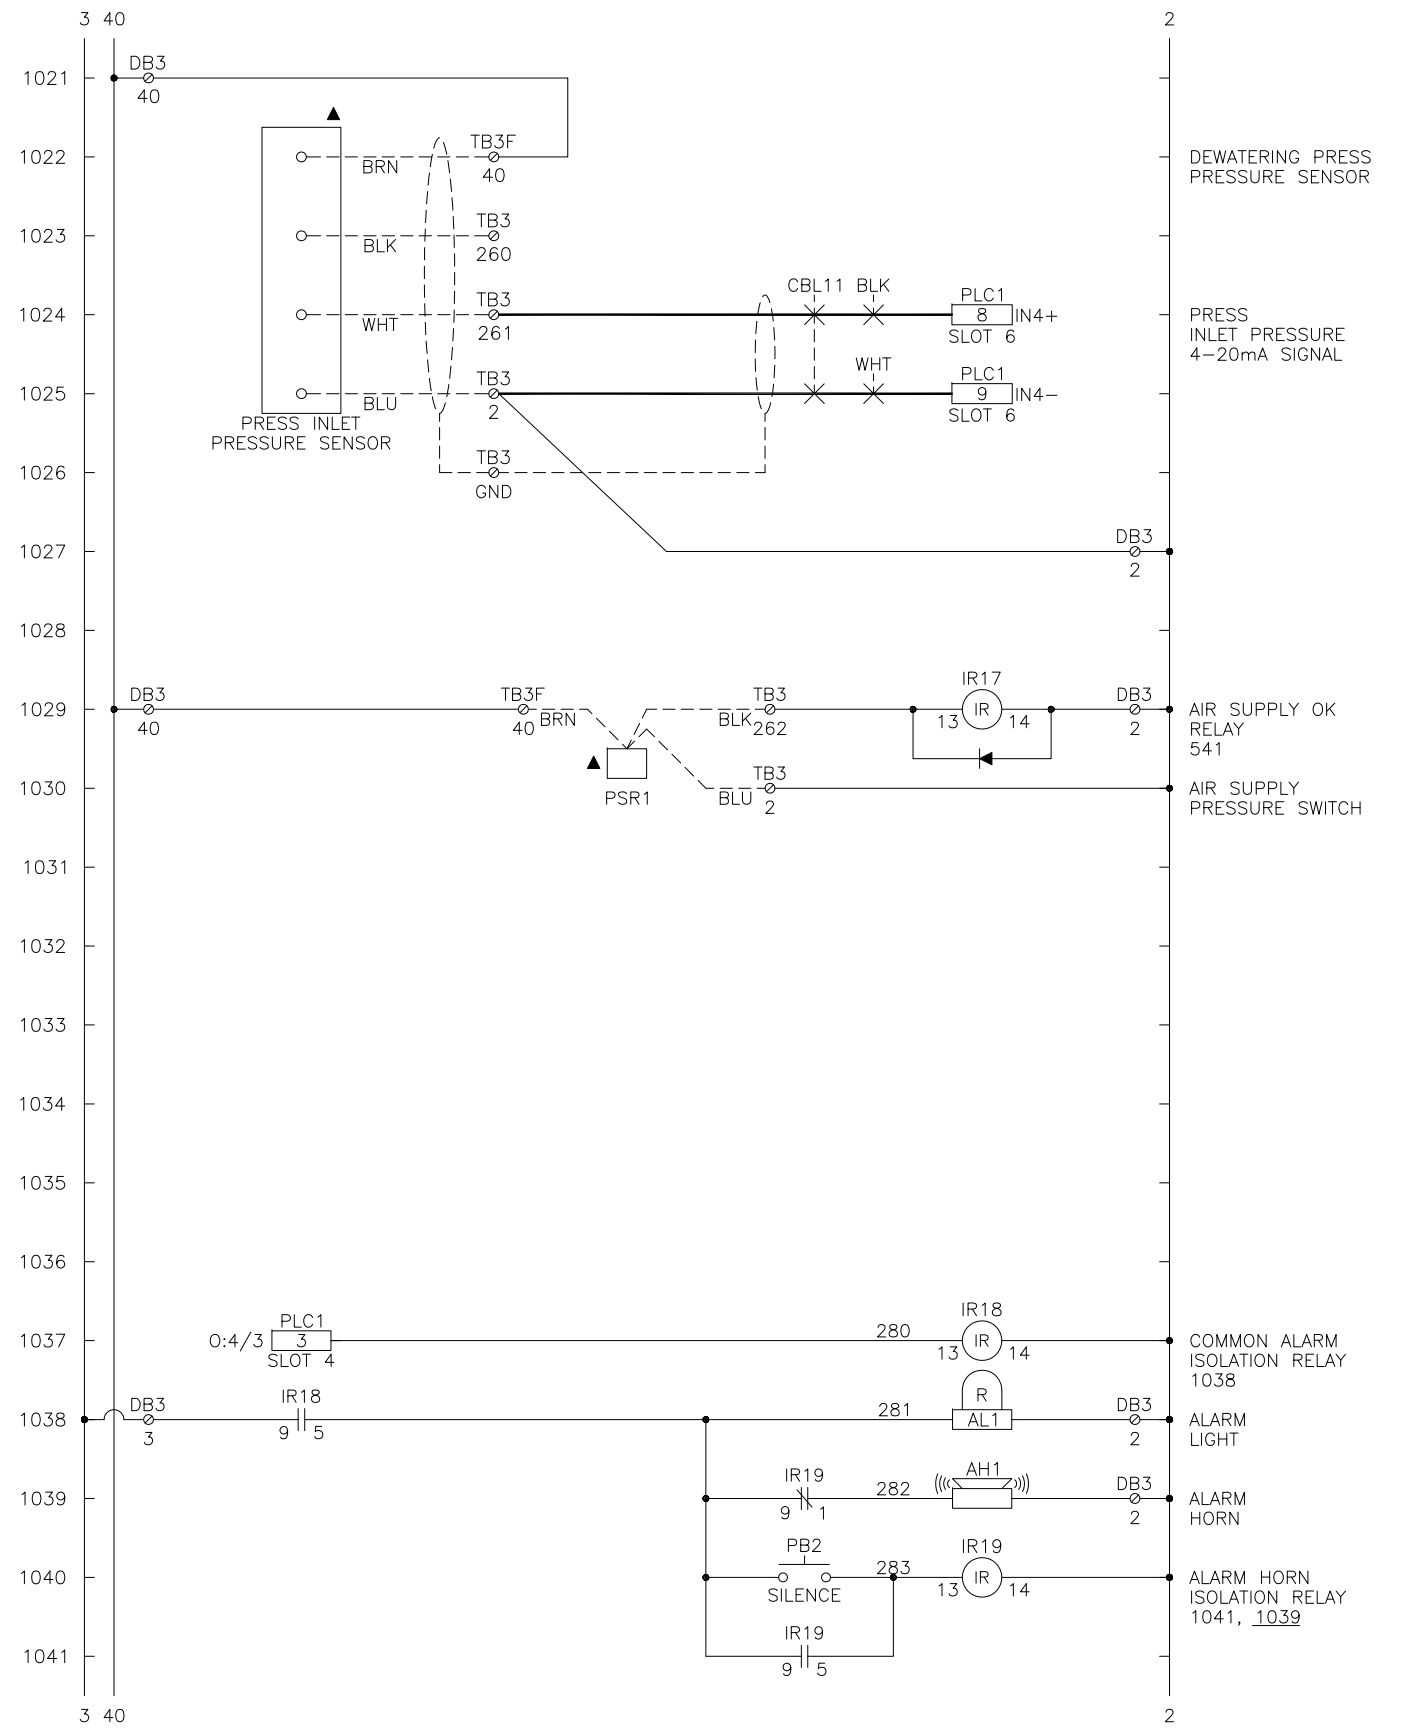 3 40 2
1021 DB3
40
1022 BRN TB3F DEWATERING PRESS
40 PRESSURE SENSOR
1023 BLK TB3
260
CBL11 BLK
1024 WHT TB3 PLC1 8 IN4+ PRESS
261 SLOT 6 INLET PRESSURE
4-20mA SIGNAL
WHT
1025 BLU TB3 PLC1 9 IN4-
2 SLOT 6
PRESS INLET
PRESSURE SENSOR
1026 TB3
GND
1027 DB3
2
1028
IR17
1029 DB3 TB3F BRN BLK TB3 13 IR 14 DB3 AIR SUPPLY OK
40 40 262 2 RELAY
541
1030 BLU TB3 AIR SUPPLY
PSR1 2 PRESSURE SWITCH
1031
1032
1033
1034
1035
1036
PLC1 IR18
1037 O:4/3 3 280 13 IR 14 COMMON ALARM
SLOT 4 ISOLATION RELAY
1038
R
1038 DB3 IR18 281 AL1 DB3 ALARM
3 9 5 2 LIGHT
AH1
1039 IR19 282 DB3 ALARM
9 1 2 HORN
PB2 IR19
1040 283 13 IR 14 ALARM HORN
SILENCE ISOLATION RELAY
1041, 1039
IR19
1041 9 5
3 40 2